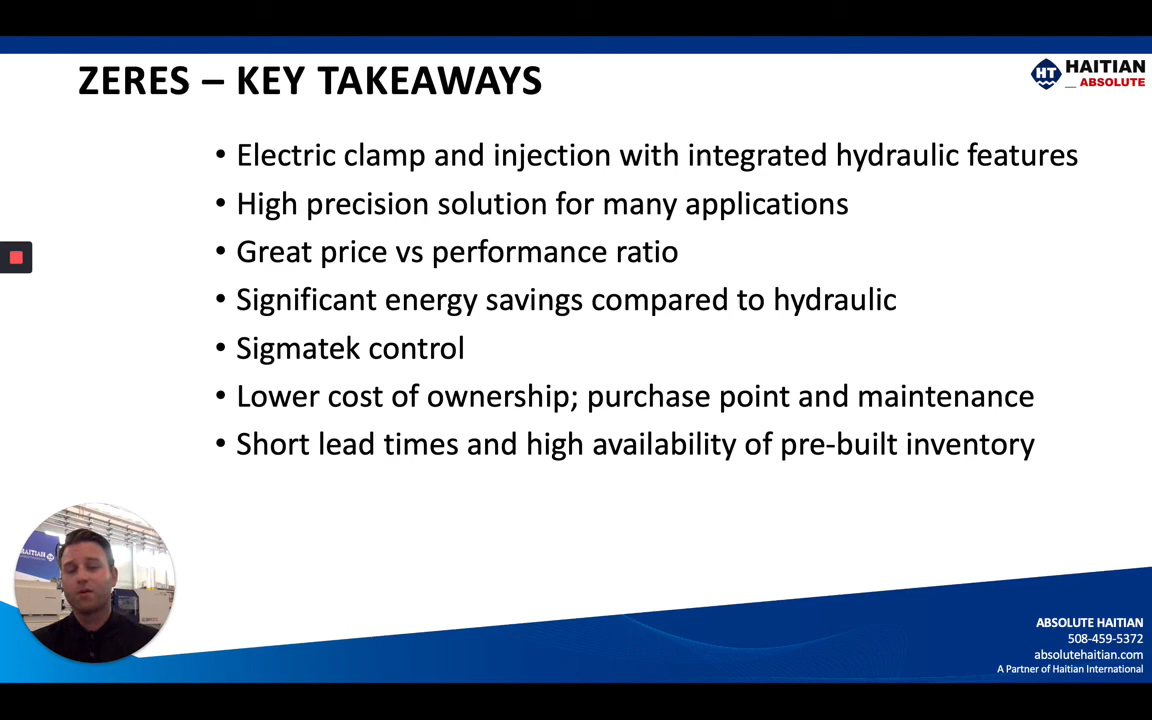 ZERES – KEY TAKEAWAYS
HT
HAITIAN
__ ABSOLUTE
• Electric clamp and injection with integrated hydraulic features
• High precision solution for many applications
• Great price vs performance ratio
• Significant energy savings compared to hydraulic
• Sigmatek control
• Lower cost of ownership; purchase point and maintenance
• Short lead times and high availability of pre-built inventory
HAITIAN
ABSOLUTE HAITIAN
508-459-5372
absolutehaitian.com
A Partner of Haitian International